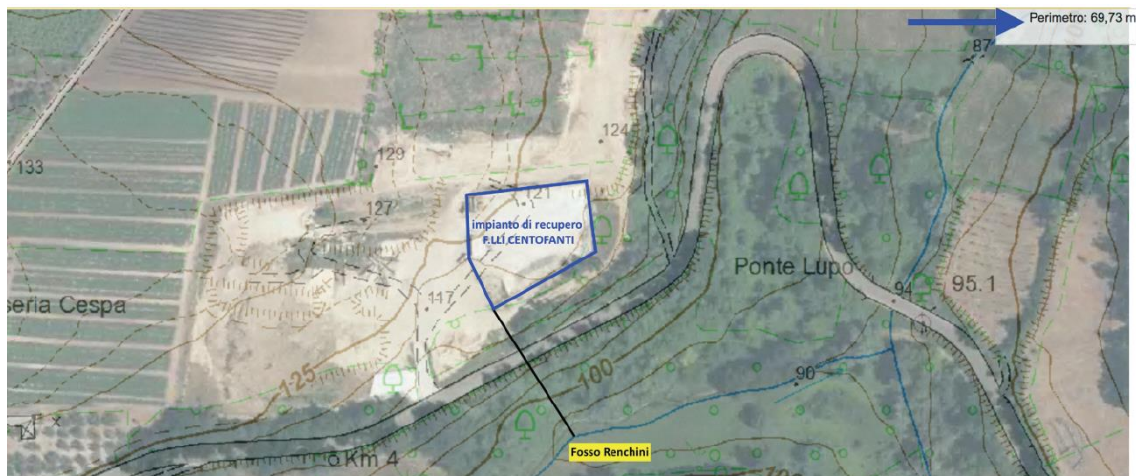 Perimetro: 69,73 m
87
124
129
133
121
127
impianto di recupero
F.LLI CENTOFANTI
Ponte Lupo
117
94
95.1
seria Cespa
125
100
90
Fosso Renchini
Km 4